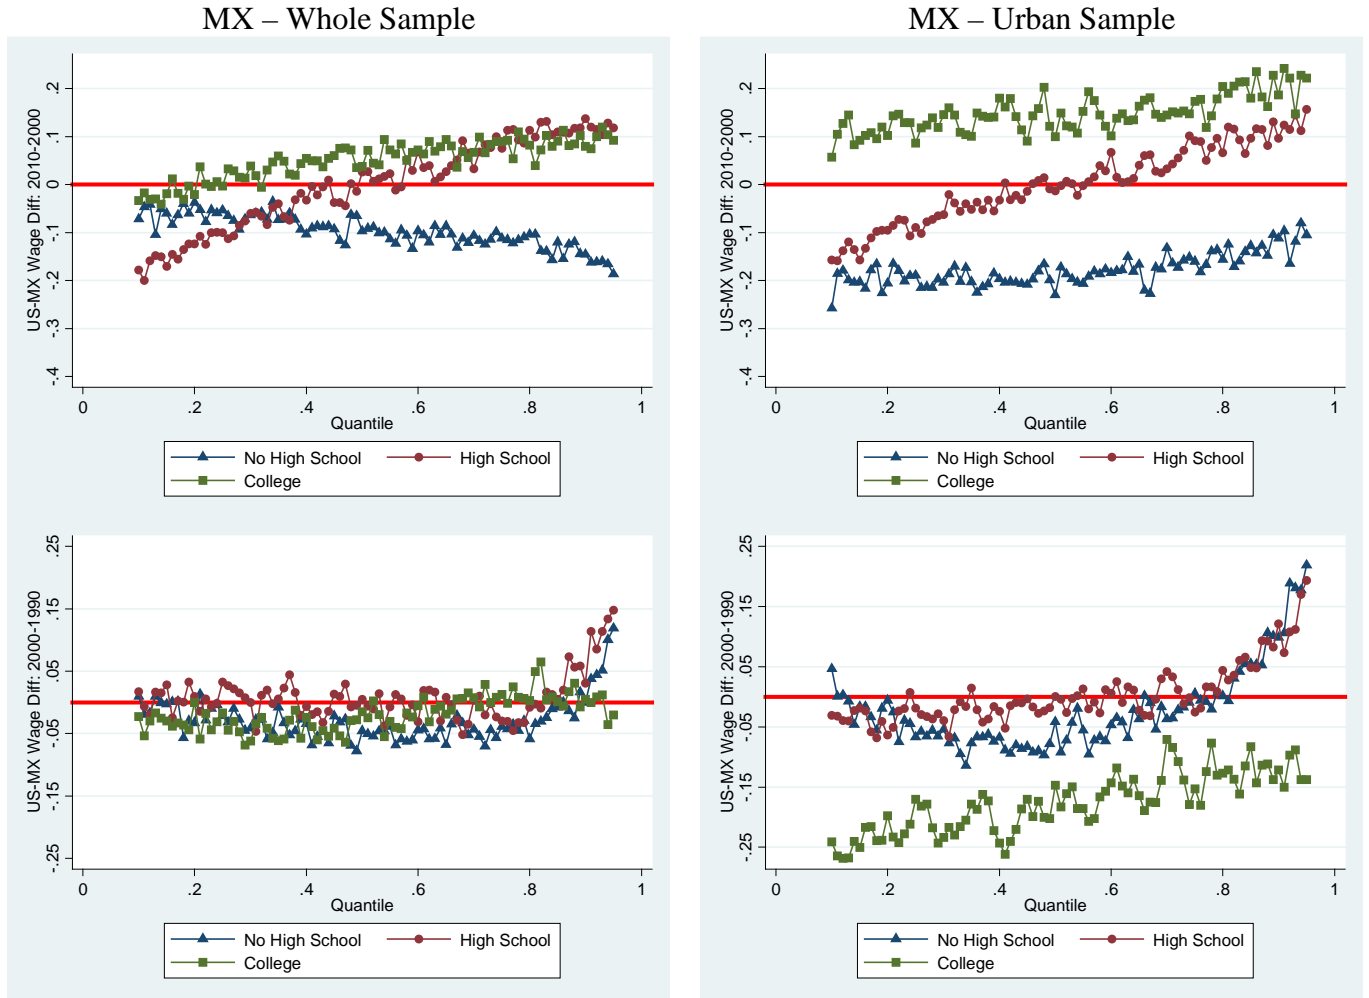 MX – Whole Sample
MX – Urban Sample
US-MX Wage Diff: 2010-2000
.2
.1
0
-.1
-.2
-.3
-.4
0 .2 .4 .6 .8 1
Quantile
No High School High School
College
US-MX Wage Diff: 2010-2000
.2
.1
0
-.1
-.2
-.3
-.4
0 .2 .4 .6 .8 1
Quantile
No High School High School
College
US-MX Wage Diff: 2000-1990
.25
.15
.05
-.05
-.15
-.25
0 .2 .4 .6 .8 1
Quantile
No High School High School
College
US-MX Wage Diff: 2000-1990
.25
.15
.05
-.05
-.15
-.25
0 .2 .4 .6 .8 1
Quantile
No High School High School
College